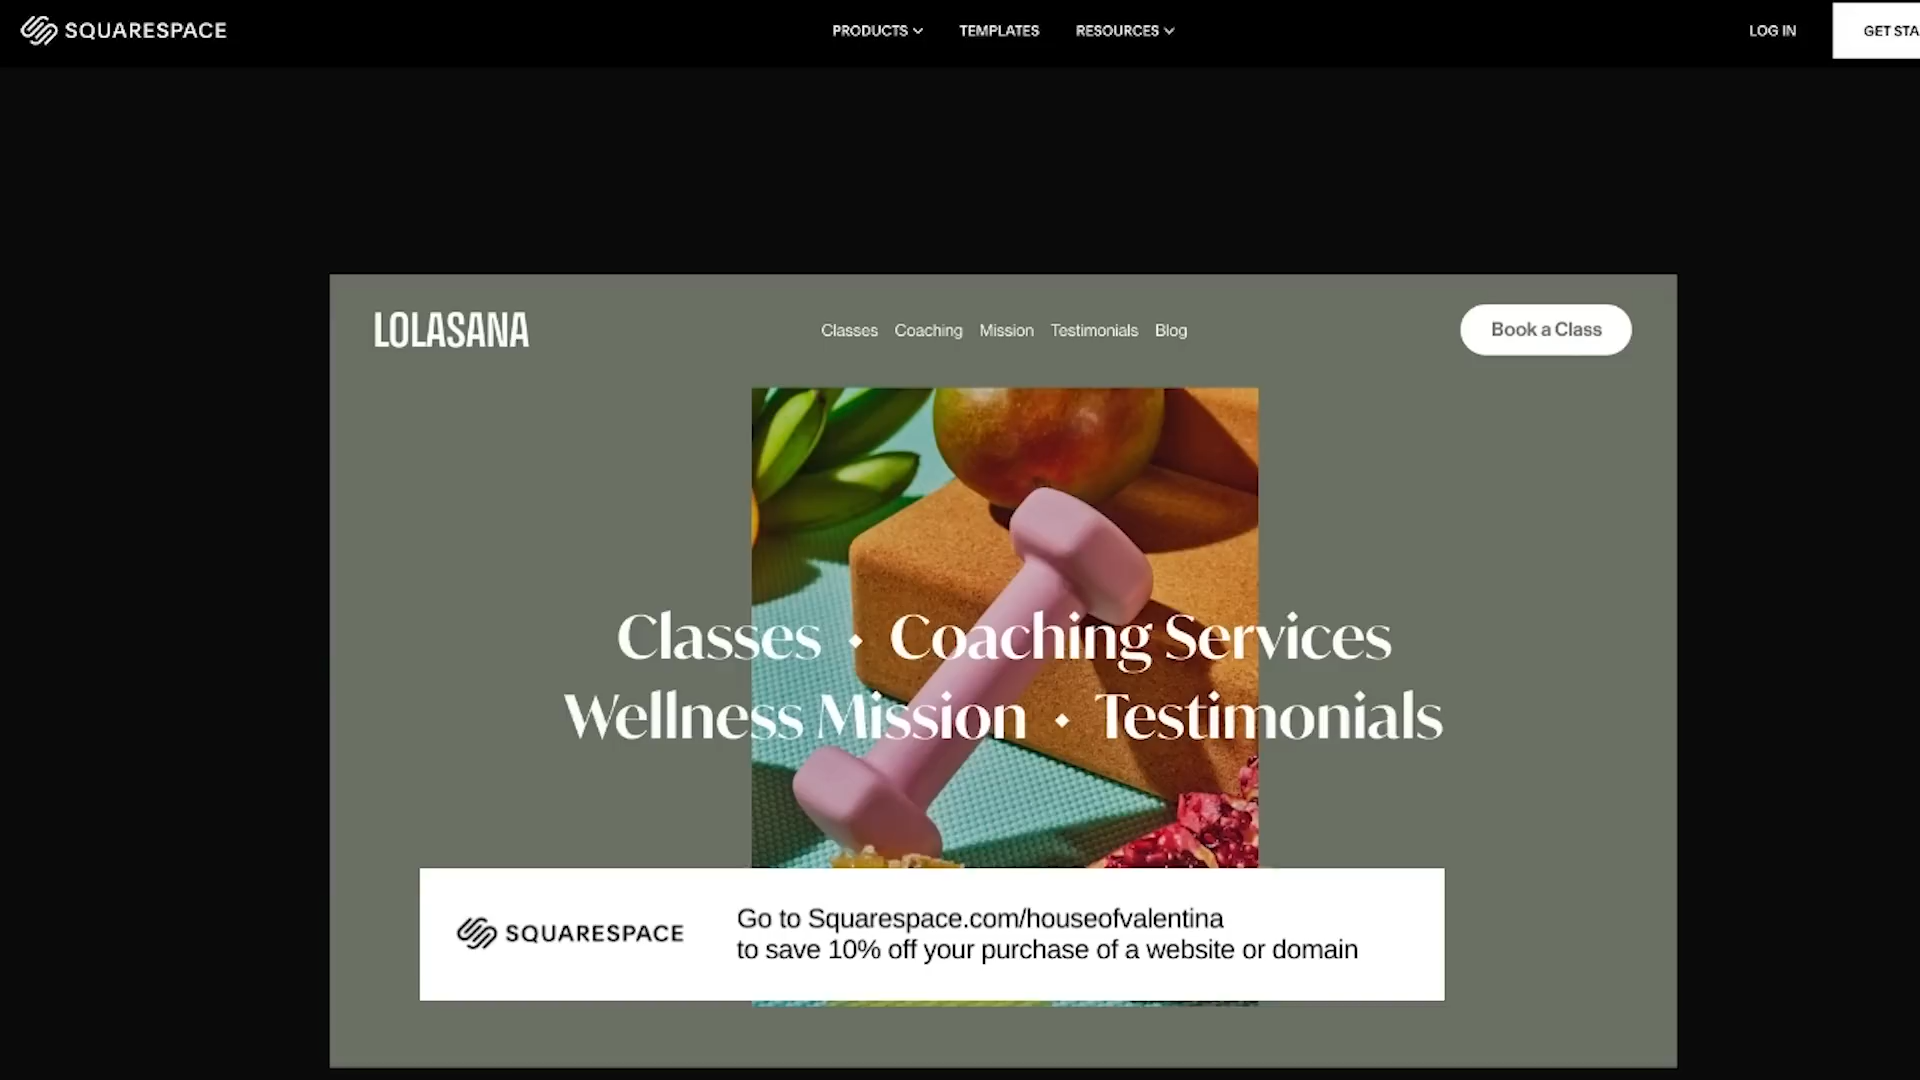 SQUARESPACE
PRODUCTS
TEMPLATES
RESOURCES
LOG IN
GET STA
LOLASANA
Classes
Coaching
Mission
Testimonials
Blog
Book a Class
Classes • Coaching Services
Wellness Mission • Testimonials
SQUARESPACE
Go to Squarespace.com/houseofvalentina
to save 10% off your purchase of a website or domain